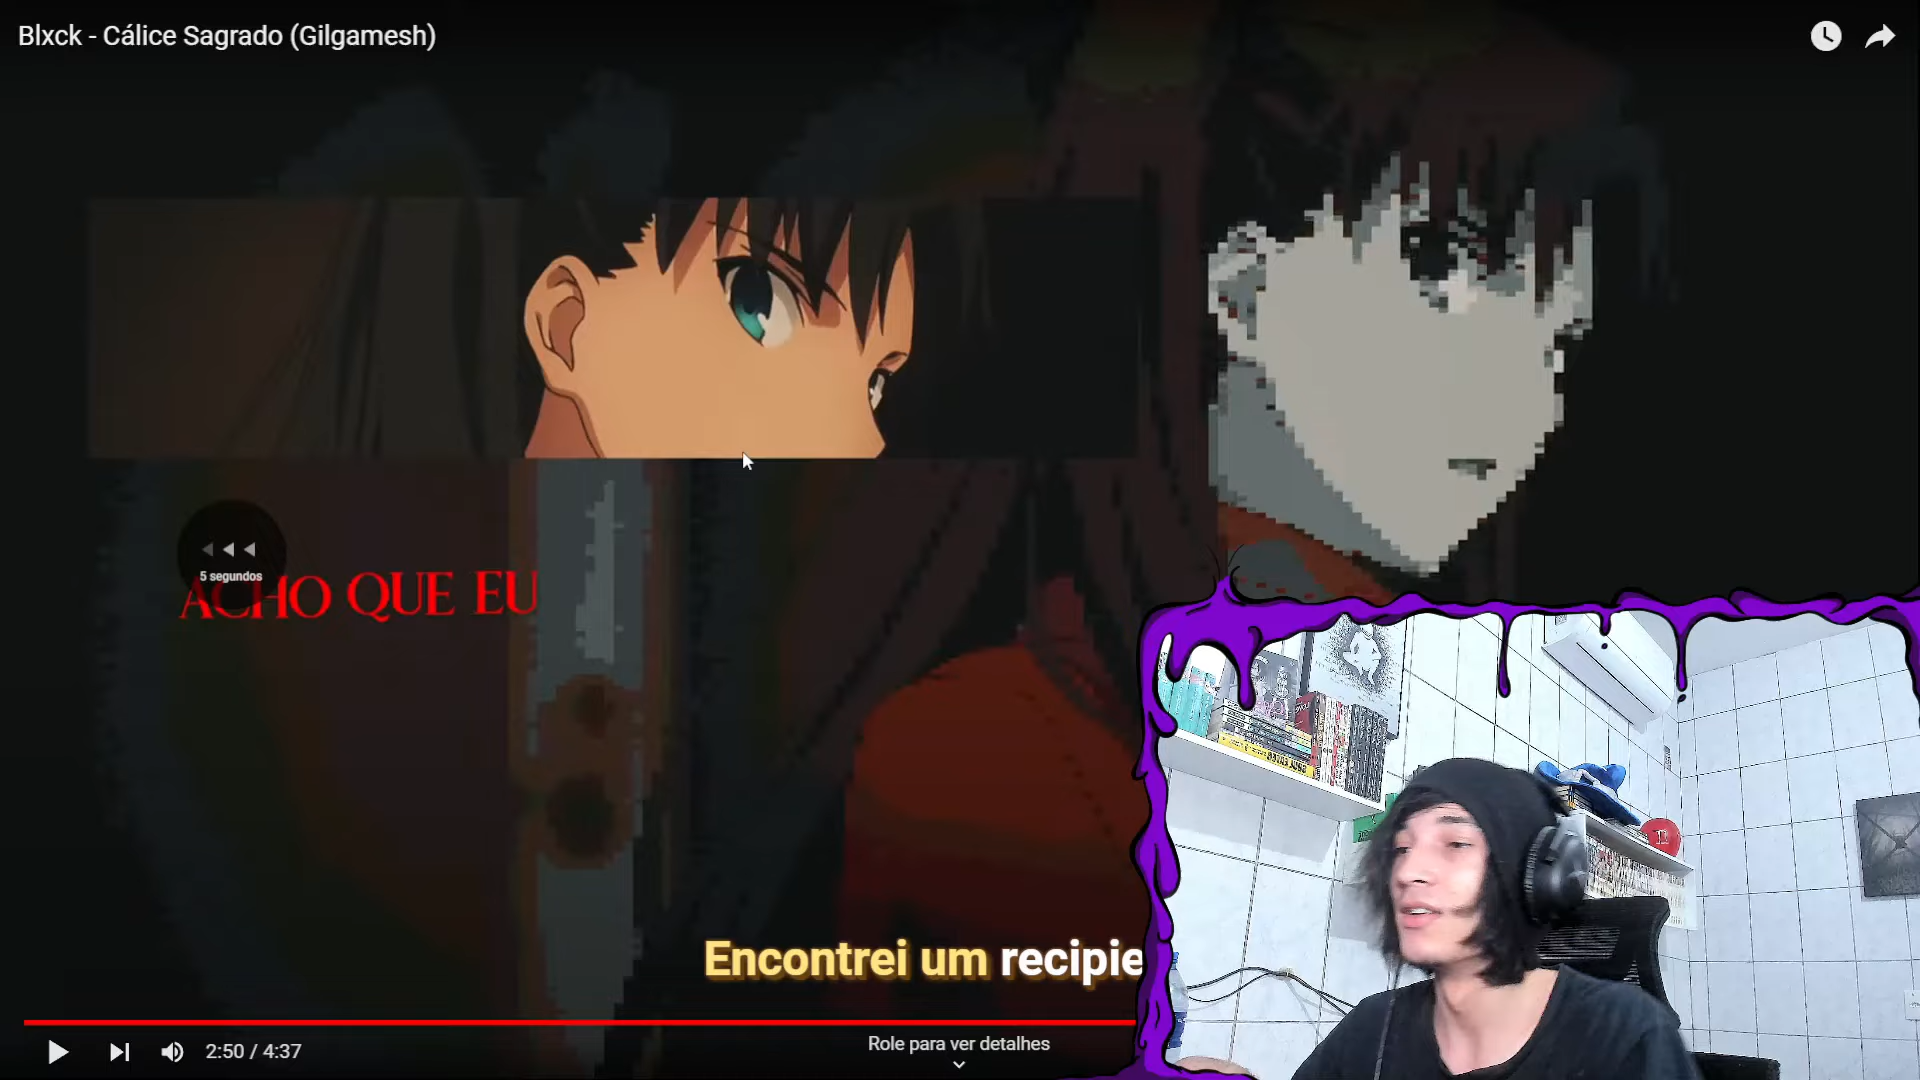 Blxck - Cálice Sagrado (Gilgamesh)
5 segundos
ACHO QUE EU
Encontrei um recipie
2:50 / 4:37
Role para ver detalhes